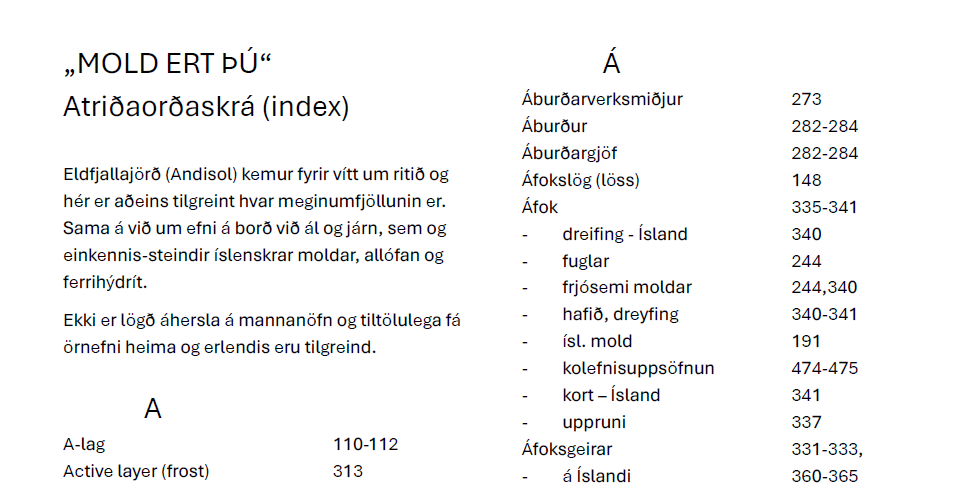 „MOLD ERT ÞÚ“
Atriðaorðaskrá (index)
Eldfjallajörð (Andisol) kemur fyrir vítt um ritið og
hér er aðeins tilgreint hvar meginumfjöllunin er.
Sama á við um efni á borð við ál og járn, sem og
einkennis-steindir íslenskrar moldar, allófan og
ferrihýdrít.
Ekki er lögð áhersla á mannanöfn og tiltölulega fá
örnefni heima og erlendis eru tilgreind.
A
A-lag 110-112
Active layer (frost) 313
Á
Áburðarverksmiðjur 273
Áburður 282-284
Áburðargjöf 282-284
Áfokslög (löss) 148
Áfok 335-341
- dreifing - Ísland 340
- fuglar 244
- frjósemi moldar 244,340
- hafið, dreyfing 340-341
- ísl. mold 191
- kolefnisuppsöfnun 474-475
- kort – Ísland 341
- uppruni 337
Áfoksgeirar 331-333,
- á Íslandi 360-365